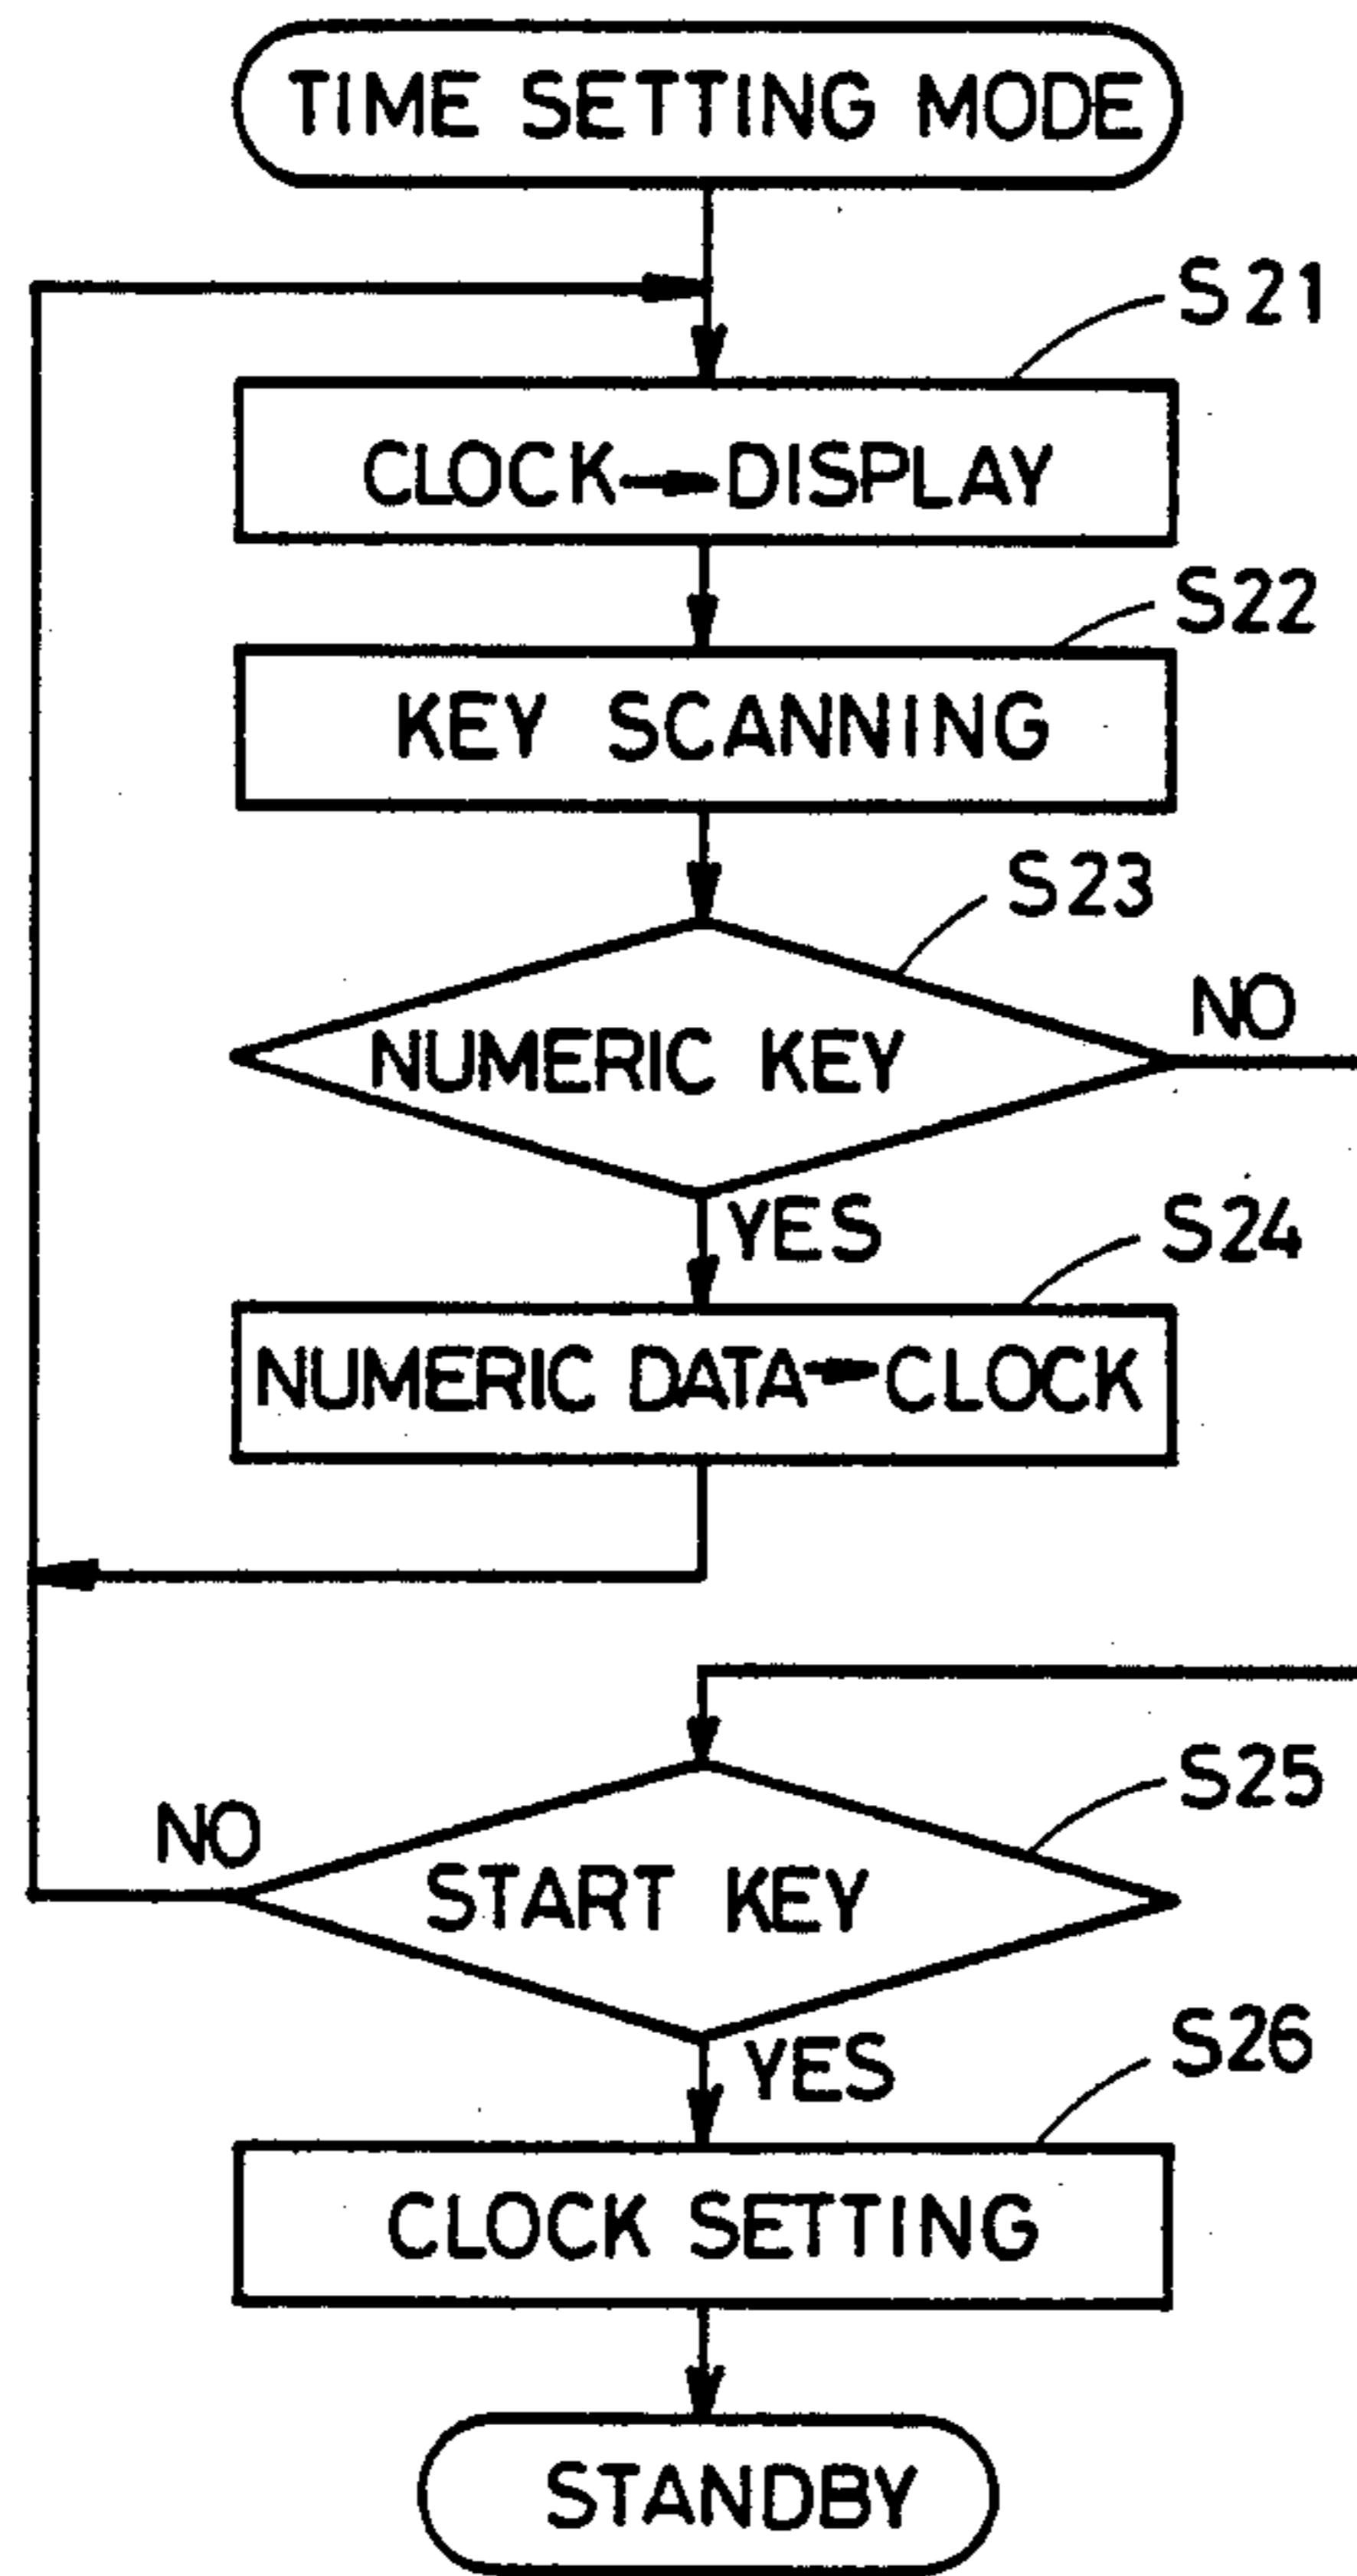 TIME SETTING MODE
S21
CLOCK→DISPLAY
S22
KEY SCANNING
S23
NUMERIC KEY
NO
YES
S24
NUMERIC DATA→CLOCK
S25
NO
START KEY
YES
S26
CLOCK SETTING
STANDBY